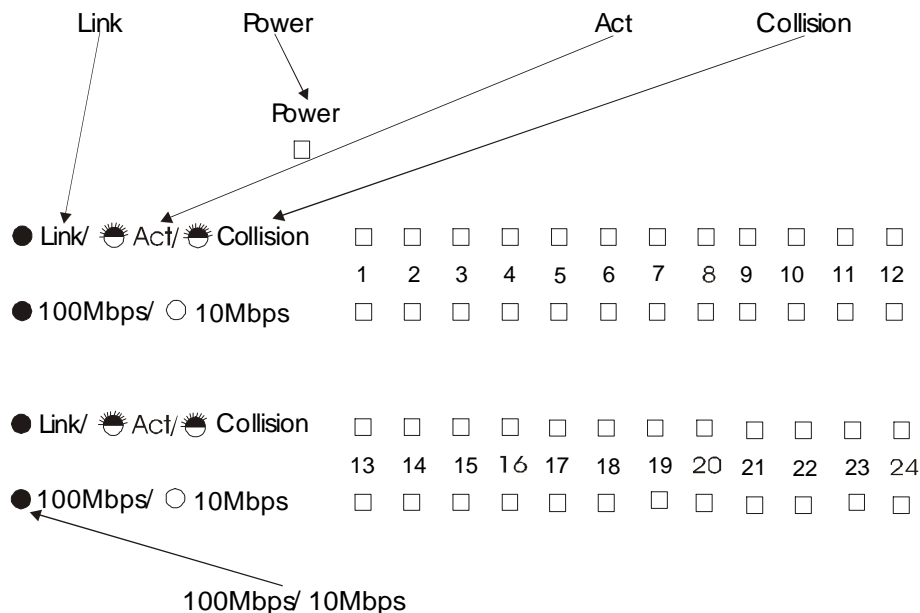 Link Power Act Collision
Power
Link/ Act/ Collision
1 2 3 4 5 6 7 8 9 10 11 12
100Mbps/ 10Mbps
Link/ Act/ Collision
13 14 15 16 17 18 19 20 21 22 23 24
100Mbps/ 10Mbps
100Mbps/ 10Mbps